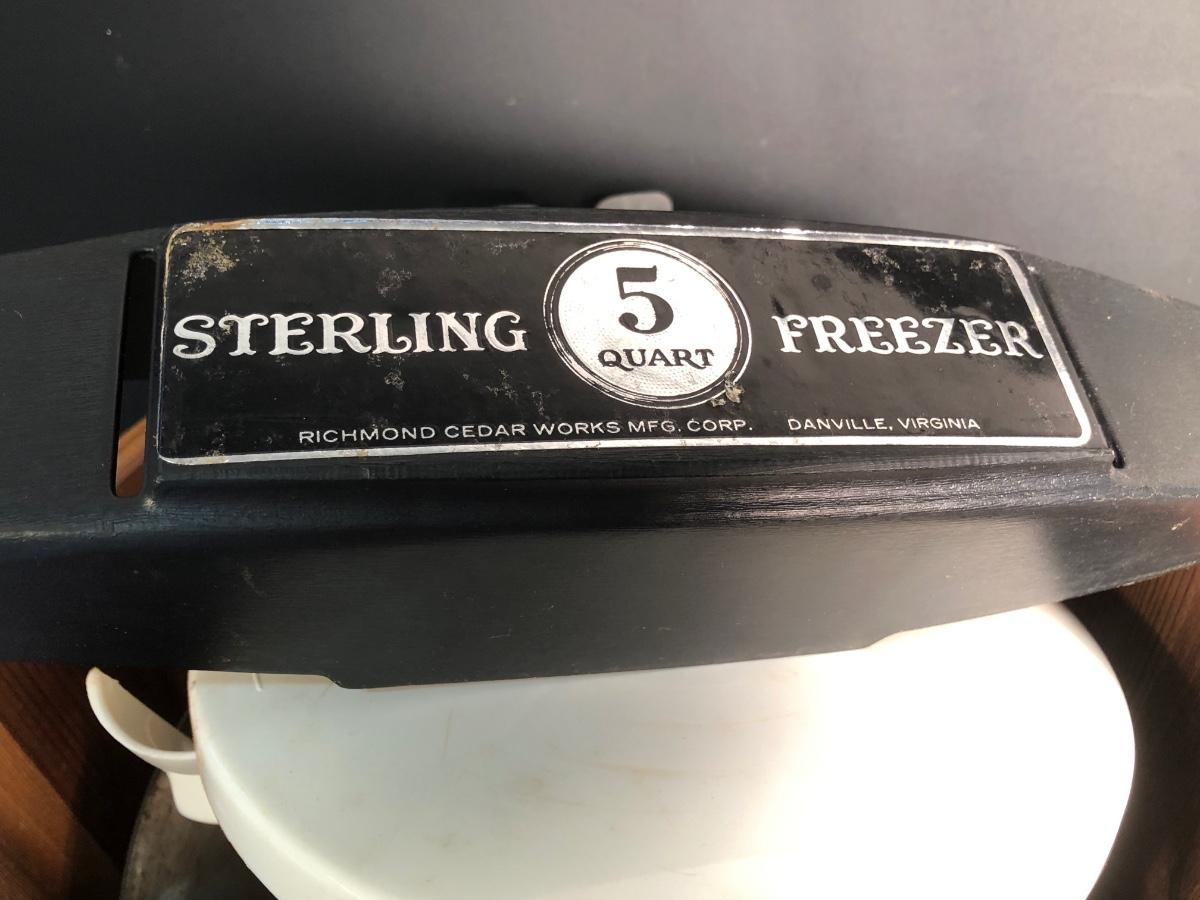 STERLING 5 QUART FREEZER
RICHMOND CEDAR WORKS MFG. CORP. DANVILLE, VIRGINIA